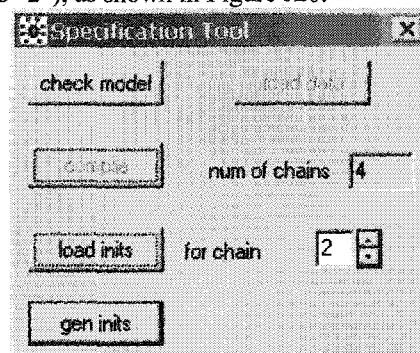 2"), as shown in Figure 020.
Specification Tool
check model load data
compile num of chains 4
load inits for chain 2
gen inits